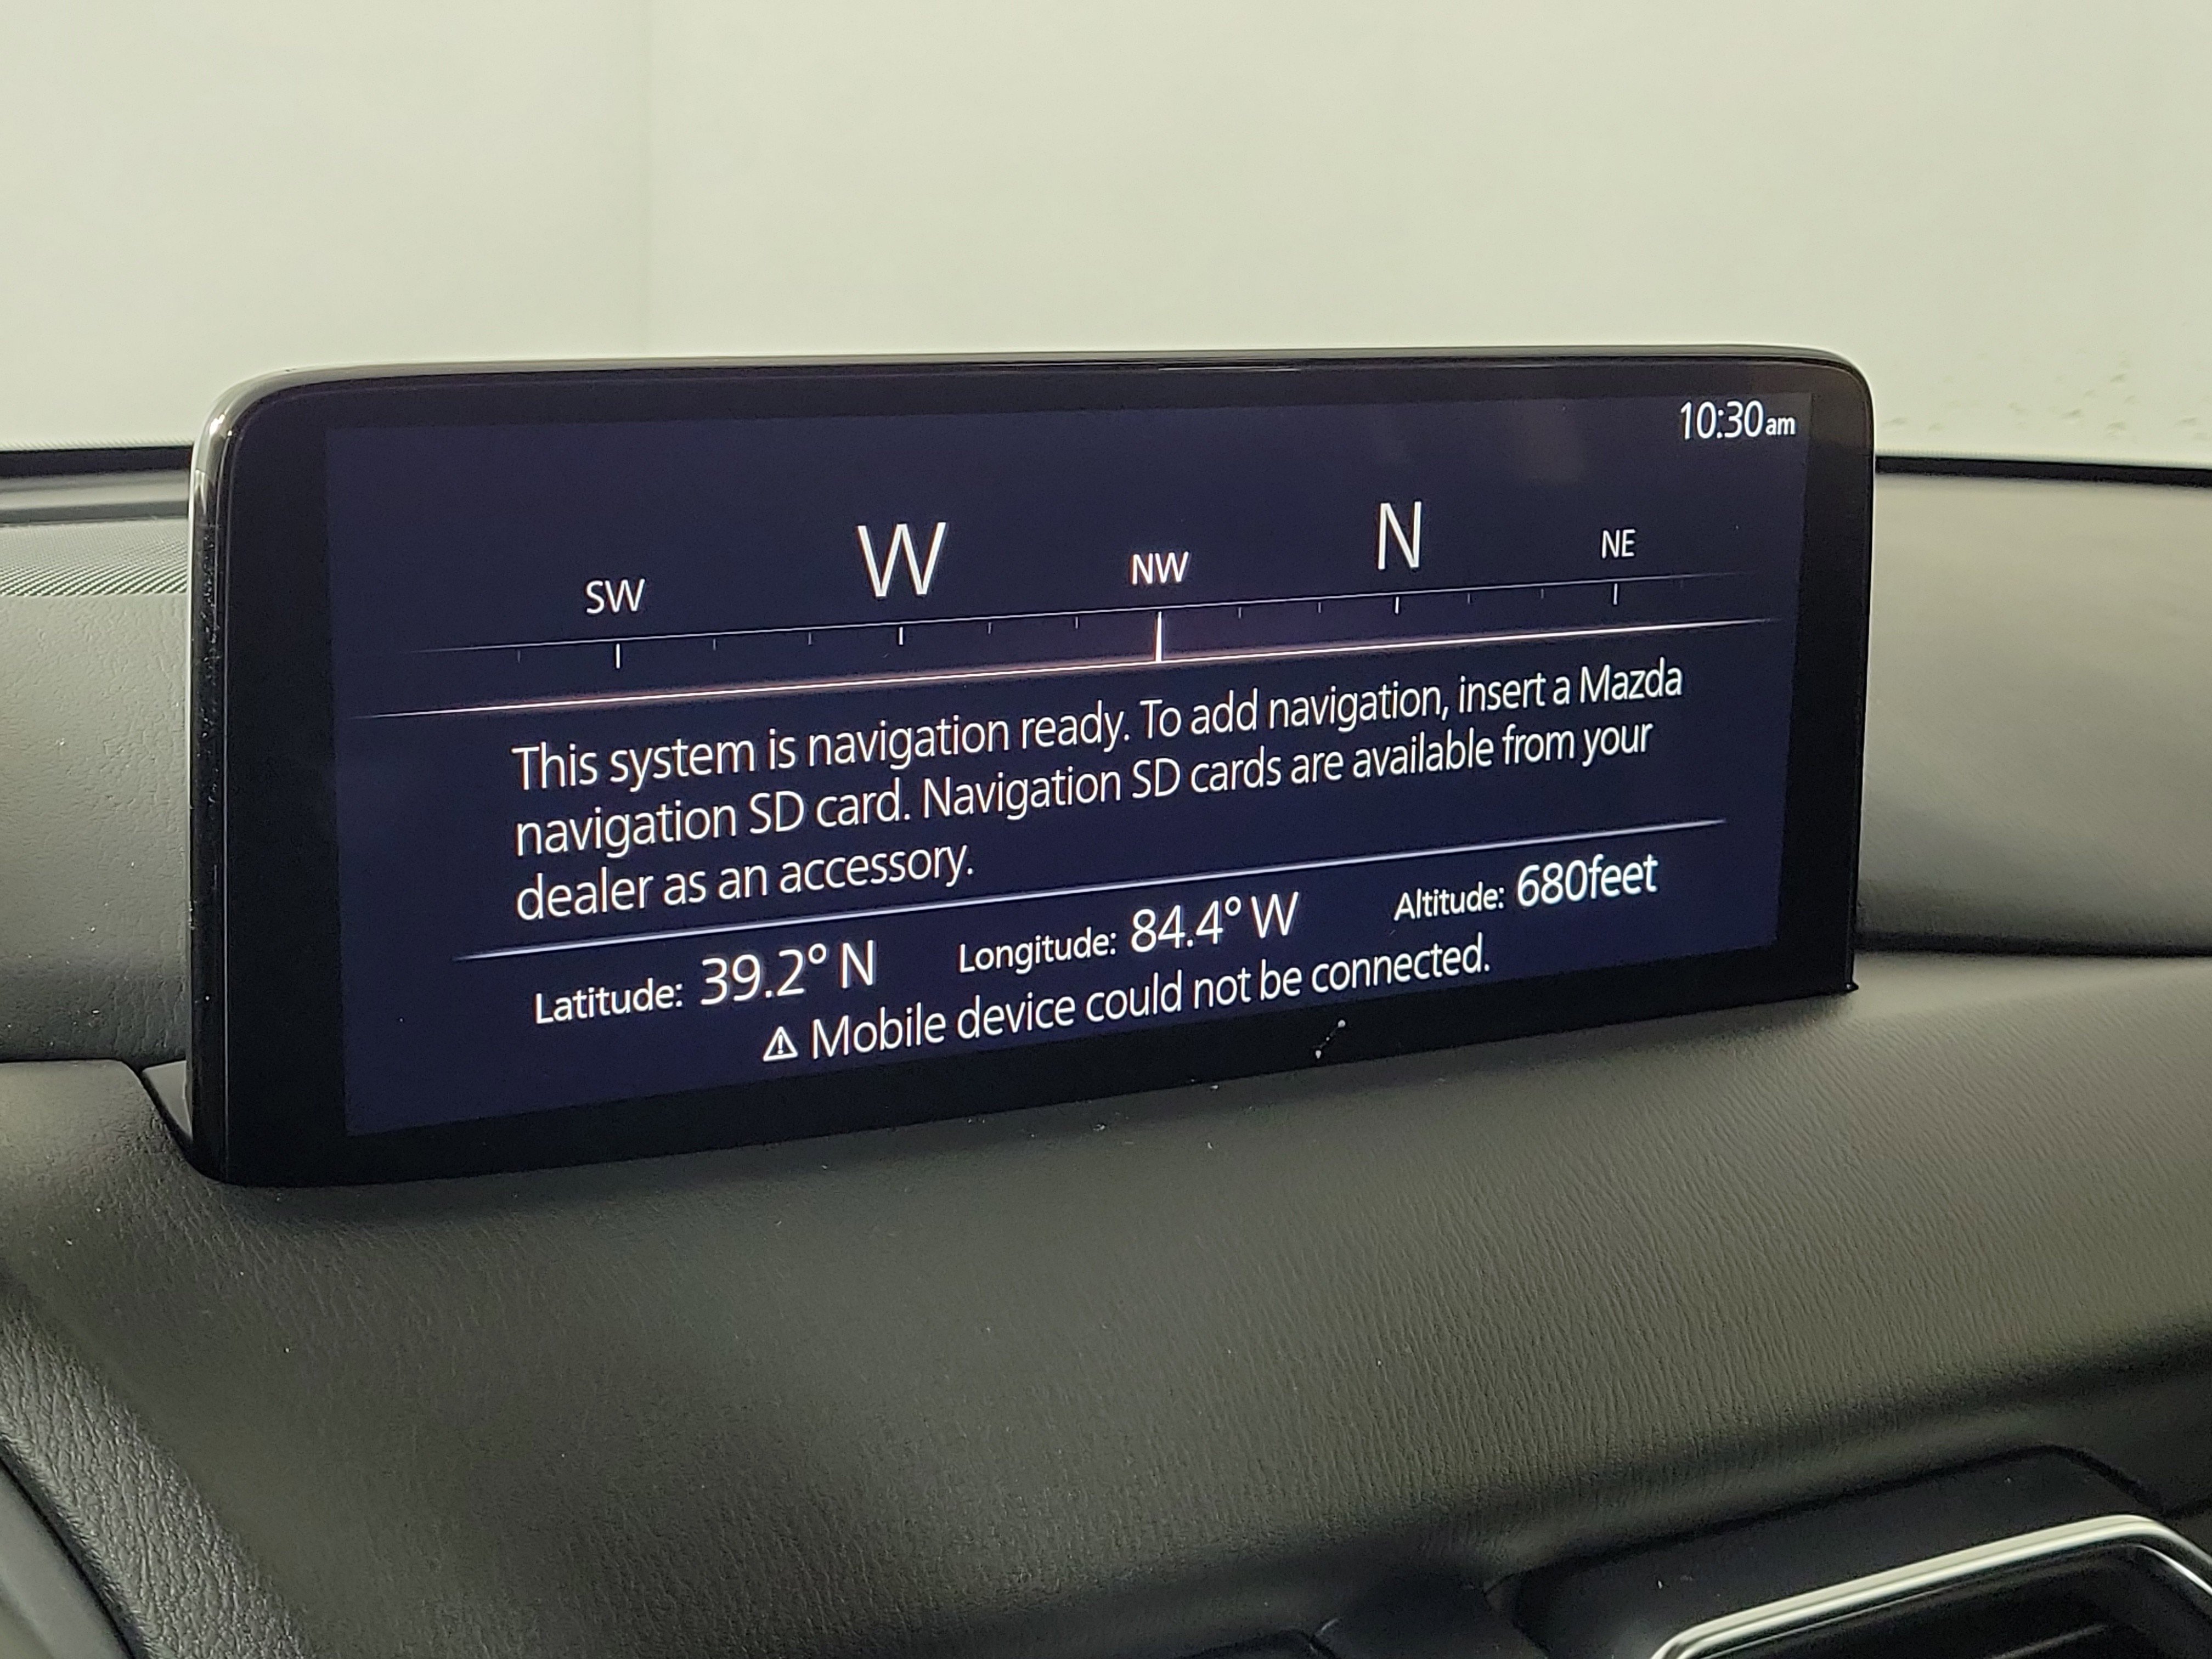 10:30am
SW W NW N NE
This system is navigation ready. To add navigation, insert a Mazda
navigation SD card. Navigation SD cards are available from your
dealer as an accessory.
Latitude: 39.2° N Longitude: 84.4° W Altitude: 680feet
Mobile device could not be connected.